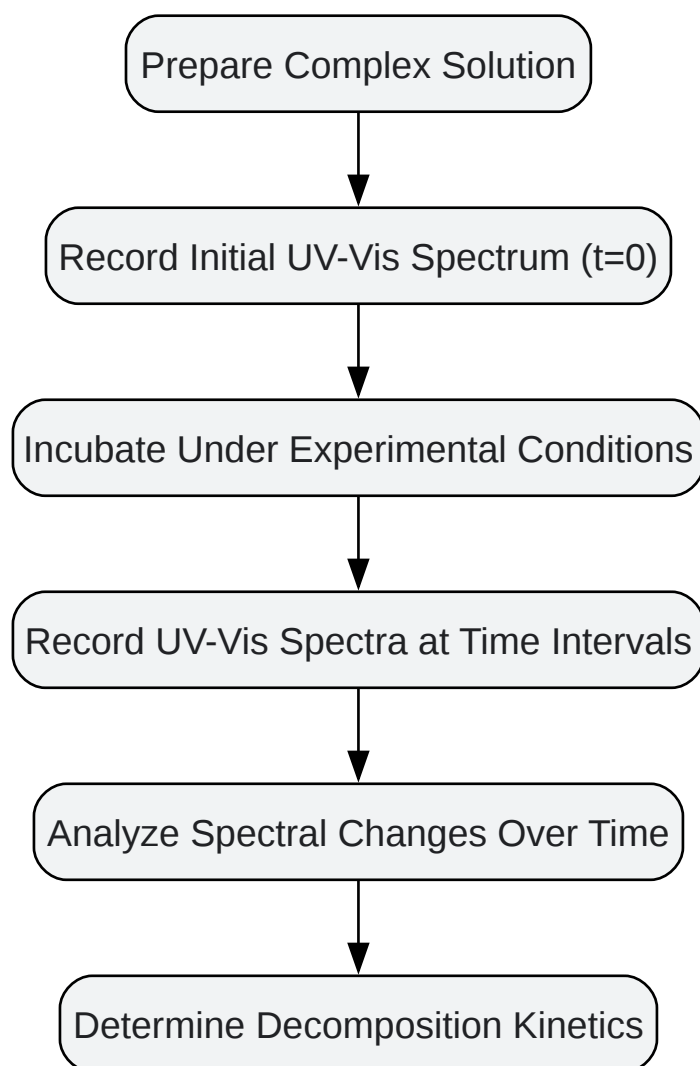 Prepare Complex Solution
Record Initial UV-Vis Spectrum (t=0)
Incubate Under Experimental Conditions
Record UV-Vis Spectra at Time Intervals
Analyze Spectral Changes Over Time
Determine Decomposition Kinetics